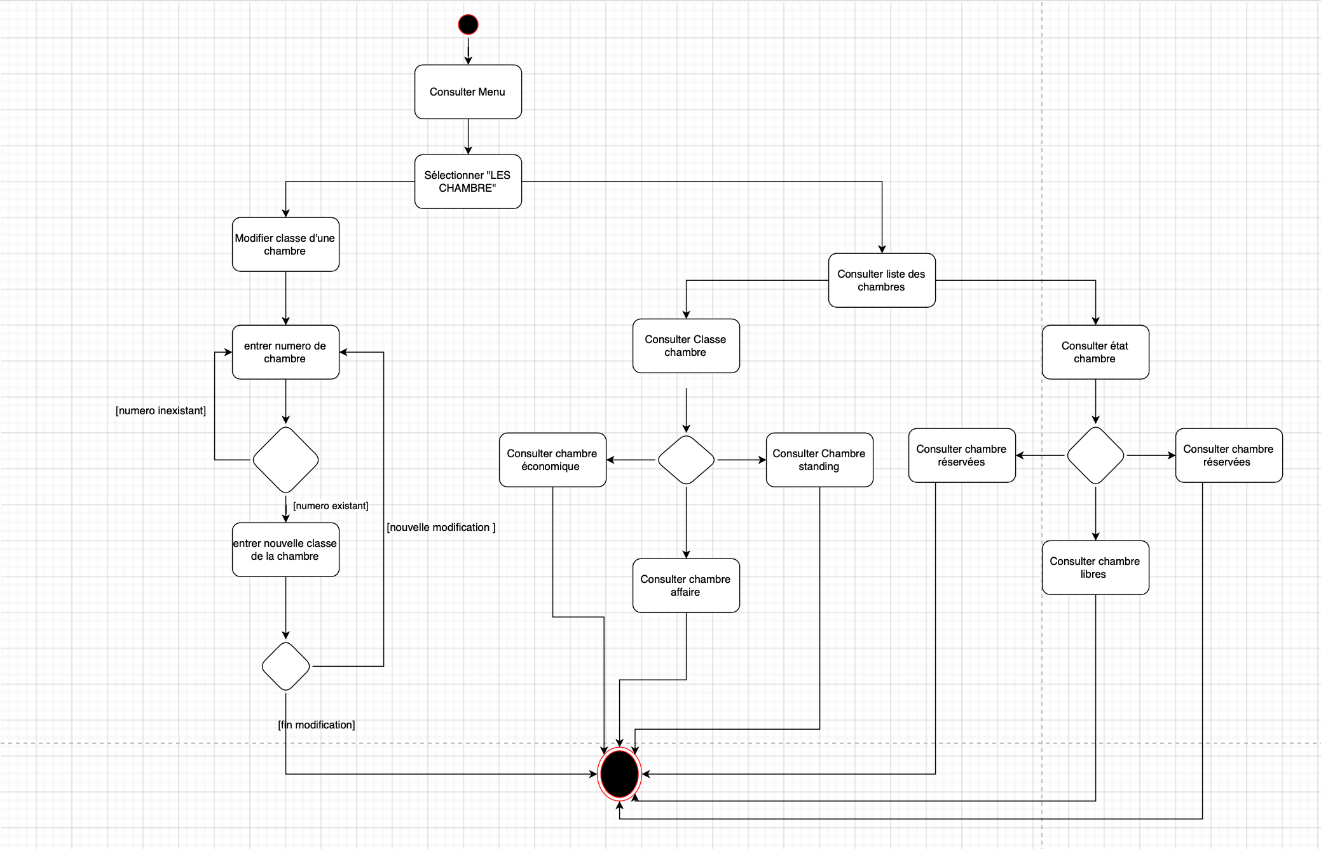 Consulter Menu
Sélectionner "LES
CHAMBRE"
Modifier classe d'une
chambre
Consulter liste des
chambres
entrer numero de
chambre
Consulter Classe
chambre
Consulter état
chambre
[numero inexistant]
Consulter chambre
économique
Consulter Chambre
standing
Consulter chambre
réservées
Consulter chambre
réservées
[numero existant]
[nouvelle modification ]
entrer nouvelle classe
de la chambre
Consulter chambre
affaire
Consulter chambre
libres
[fin modification]